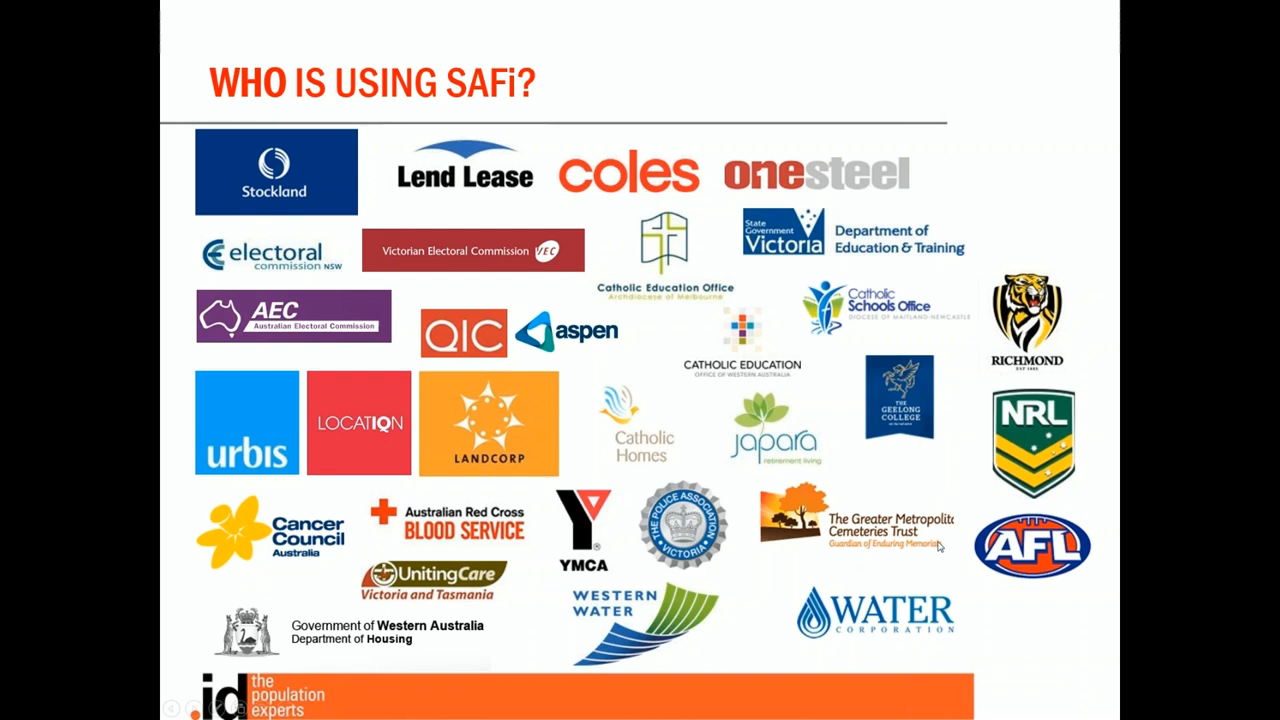 WHO IS USING SAFi?
Stockland
Lend Lease
coles
onesteel
electoral
commission NSW
Victorian Electoral Commission VEC
Catholic Education Office
Archdiocese of Melbourne
State
Government
Victoria
Department of
Education & Training
AEC
Australian Electoral Commission
QIC
aspen
CATHOLIC EDUCATION
OFFICE OF WESTERN AUSTRALIA
Catholic
Schools Office
DIOCESE OF MAITLAND-NEWCASTLE
RICHMOND
EST 1885
urbis
LOCATIQN
LANDCORP
Catholic
Homes
japara
retirement living
THE
GEELONG
COLLEGE
NRL
Cancer
Council
Australia
Australian Red Cross
BLOOD SERVICE
Y
YMCA
THE POLICE ASSOCIATION
VICTORIA
The Greater Metropolita
Cemeteries Trust
Guardian of Enduring Memories
AFL
UnitingCare
Victoria and Tasmania
WESTERN
WATER
WATER
CORPORATION
Government of Western Australia
Department of Housing
.id
the
population
experts